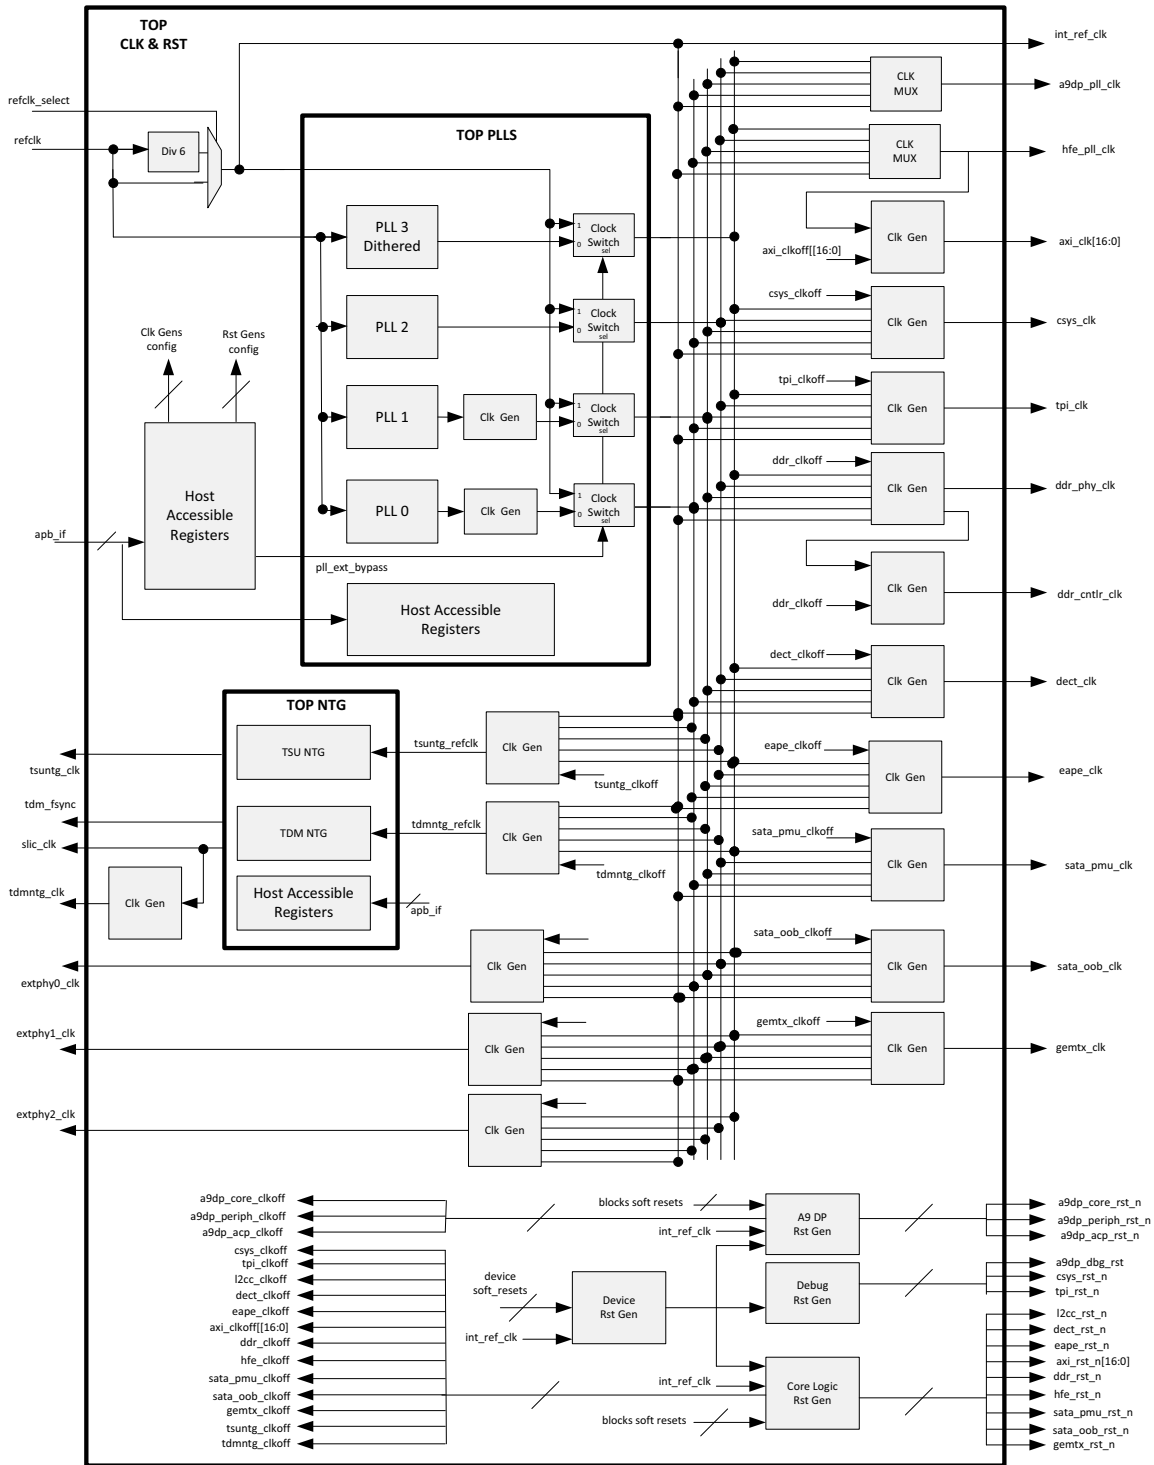 TOP
CLK & RST
int_ref_clk
CLK
MUX
a9dp_pll_clk
refclk_select
refclk
Div 6
TOP PLLS
CLK
MUX
hfe_pll_clk
PLL 3
Dithered
1
0
Clock
Switch
sel
Clk Gen
axi_clkoff[[16:0]
axi_clk[16:0]
PLL 2
1
0
Clock
Switch
sel
csys_clkoff
Clk Gen
csys_clk
Clk Gens
config
Rst Gens
config
PLL 1
Clk Gen
1
0
Clock
Switch
sel
tpi_clkoff
Clk Gen
tpi_clk
Host
Accessible
Registers
PLL 0
Clk Gen
1
0
Clock
Switch
sel
ddr_clkoff
Clk Gen
ddr_phy_clk
apb_if
pll_ext_bypass
Host Accessible
Registers
Clk Gen
ddr_clkoff
ddr_cntlr_clk
dect_clkoff
Clk Gen
dect_clk
TOP NTG
TSU NTG
tsuntg_refclk
Clk Gen
tsuntg_clkoff
tsuntg_clk
eape_clkoff
Clk Gen
eape_clk
tdm_fsync
slic_clk
TDM NTG
tdmntg_refclk
Clk Gen
tdmntg_clkoff
sata_pmu_clkoff
Clk Gen
sata_pmu_clk
tdmntg_clk
Clk Gen
Host Accessible
Registers
apb_if
sata_oob_clkoff
Clk Gen
Clk Gen
sata_oob_clk
extphy0_clk
gemtx_clkoff
extphy1_clk
Clk Gen
Clk Gen
gemtx_clk
extphy2_clk
Clk Gen
a9dp_core_clkoff
a9dp_periph_clkoff
a9dp_acp_clkoff
csys_clkoff
tpi_clkoff
l2cc_clkoff
dect_clkoff
eape_clkoff
axi_clkoff[[16:0]
ddr_clkoff
hfe_clkoff
sata_pmu_clkoff
sata_oob_clkoff
gemtx_clkoff
tsuntg_clkoff
tdmntg_clkoff
device
soft_resets
int_ref_clk
Device
Rst Gen
blocks soft resets
int_ref_clk
A9 DP
Rst Gen
Debug
Rst Gen
int_ref_clk
blocks soft resets
Core Logic
Rst Gen
a9dp_core_rst_n
a9dp_periph_rst_n
a9dp_acp_rst_n
a9dp_dbg_rst
csys_rst_n
tpi_rst_n
l2cc_rst_n
dect_rst_n
eape_rst_n
axi_rst_n[16:0]
ddr_rst_n
hfe_rst_n
sata_pmu_rst_n
sata_oob_rst_n
gemtx_rst_n